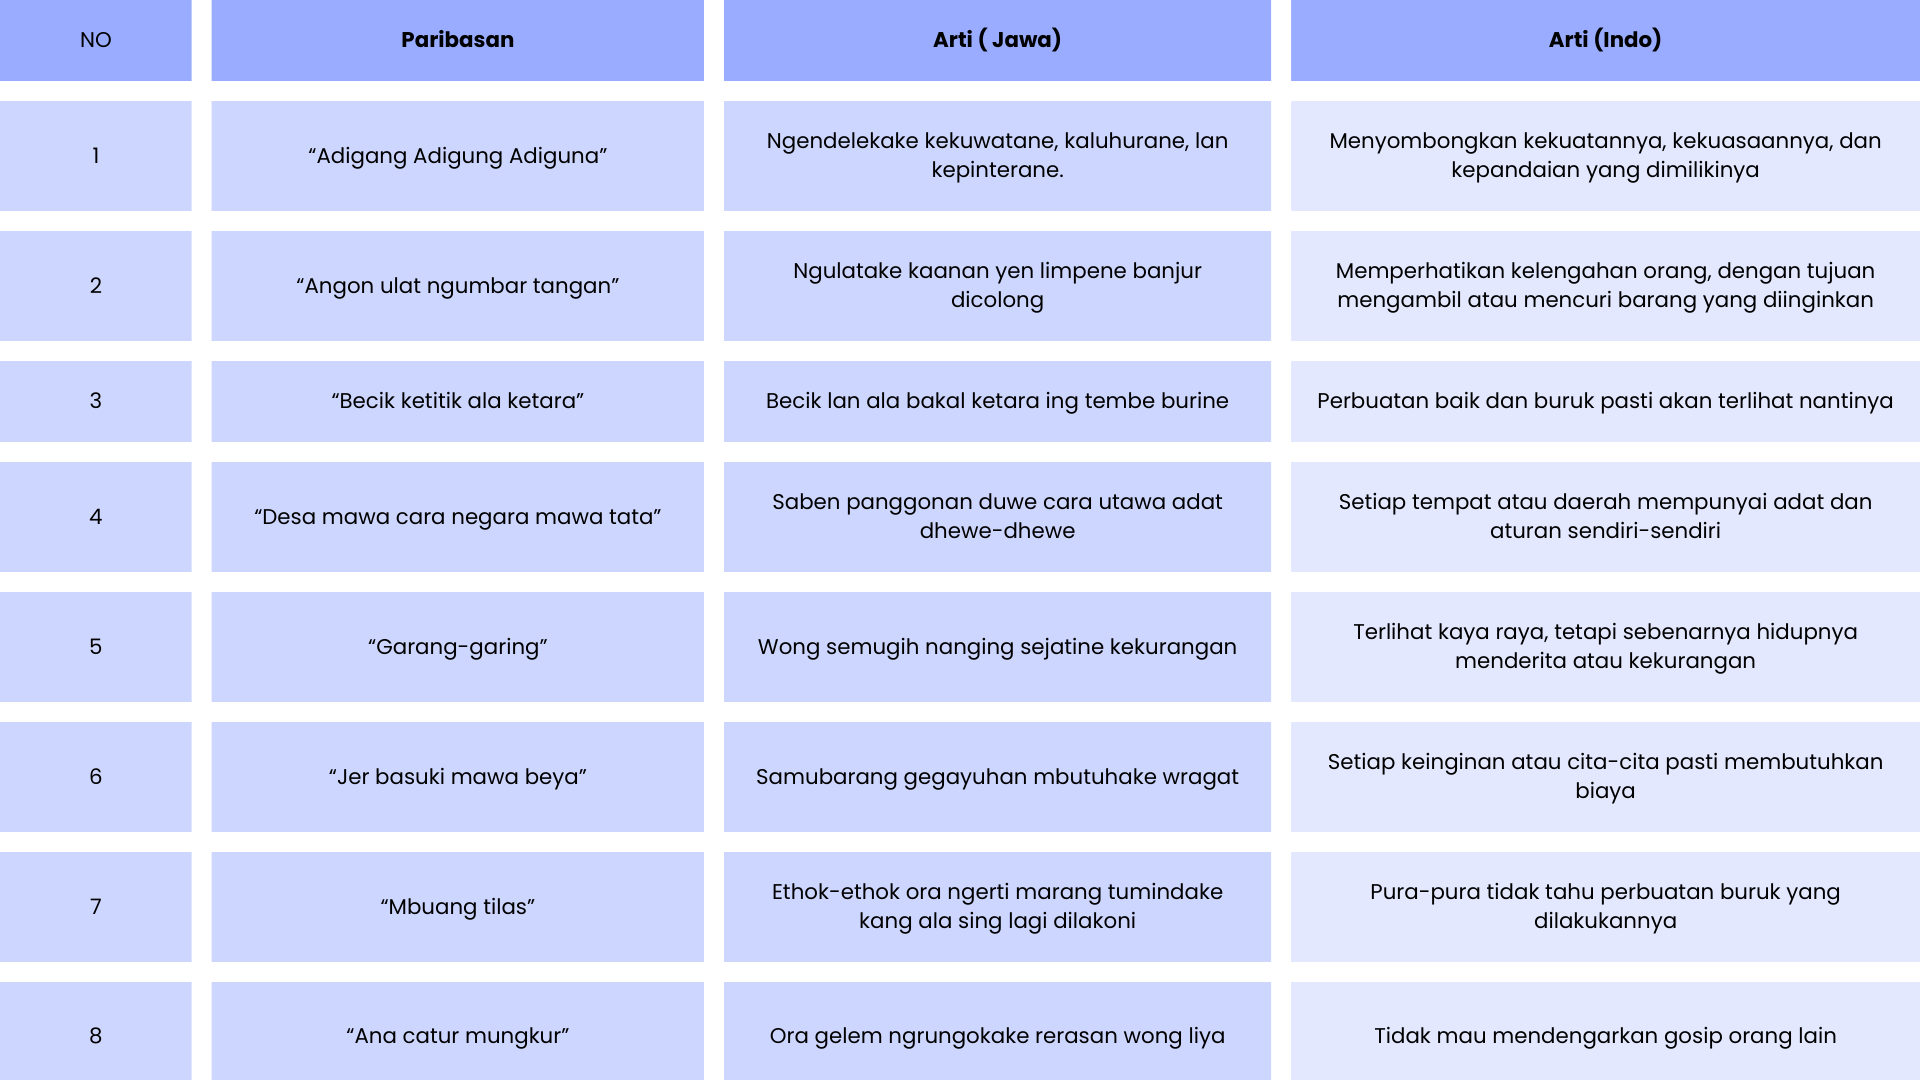 NO
Paribasan
Arti ( Jawa)
Arti (Indo)
1
“Adigang Adigung Adiguna”
Ngendelekake kekuwatane, kaluhurane, lan
kepinterane.
Menyombongkan kekuatannya, kekuasaannya, dan
kepandaian yang dimilikinya
2
“Angon ulat ngumbar tangan”
Ngulatake kaanan yen limpene banjur
dicolong
Memperhatikan kelengahan orang, dengan tujuan
mengambil atau mencuri barang yang diinginkan
3
“Becik ketitik ala ketara”
Becik lan ala bakal ketara ing tembe burine
Perbuatan baik dan buruk pasti akan terlihat nantinya
4
“Desa mawa cara negara mawa tata”
Saben panggonan duwe cara utawa adat
dhewe-dhewe
Setiap tempat atau daerah mempunyai adat dan
aturan sendiri-sendiri
5
“Garang-garing”
Wong semugih nanging sejatine kekurangan
Terlihat kaya raya, tetapi sebenarnya hidupnya
menderita atau kekurangan
6
“Jer basuki mawa beya”
Samubarang gegayuhan mbutuhake wragat
Setiap keinginan atau cita-cita pasti membutuhkan
biaya
7
“Mbuang tilas”
Ethok-ethok ora ngerti marang tumindake
kang ala sing lagi dilakoni
Pura-pura tidak tahu perbuatan buruk yang
dilakukannya
8
“Ana catur mungkur”
Ora gelem ngrungokake rerasan wong liya
Tidak mau mendengarkan gosip orang lain